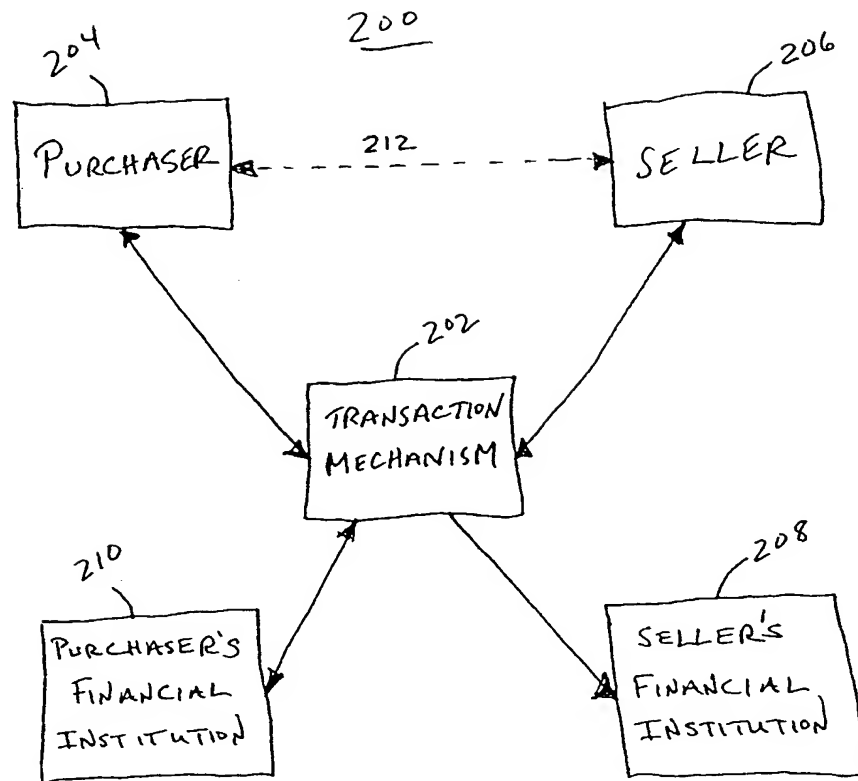 200
204
206
PURCHASER
212
SELLER
202
TRANSACTION
MECHANISM
210
208
PURCHASER'S
FINANCIAL
INSTITUTION
SELLER'S
FINANCIAL
INSTITUTION